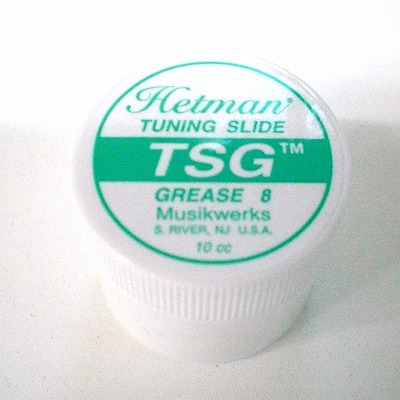 Hetman®
TUNING SLIDE
TSG™
GREASE 8
Musikwerks
S. RIVER, NJ U.S.A.
10 cc